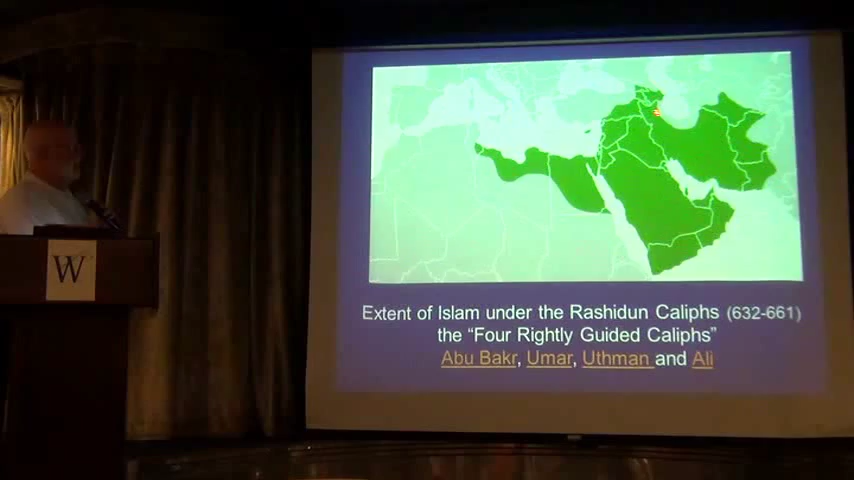 W
Extent of Islam under the Rashidun Caliphs (632-661)
the “Four Rightly Guided Caliphs”
Abu Bakr, Umar, Uthman and Ali